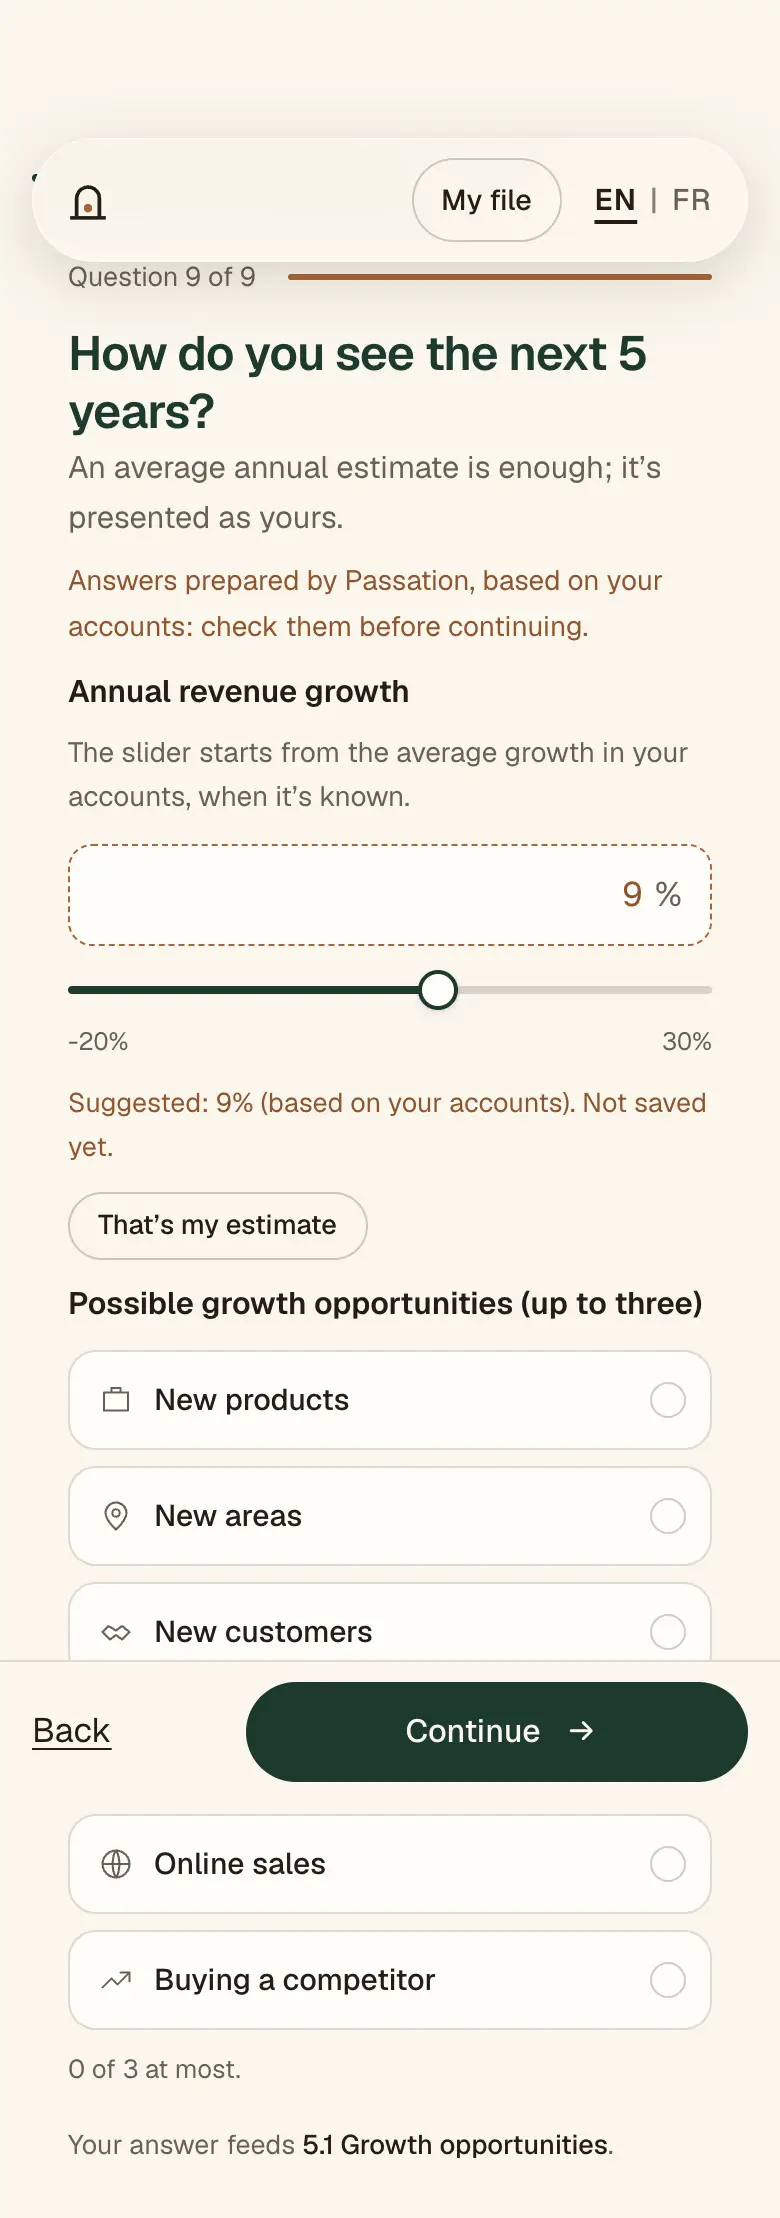 My file
EN | FR
Question 9 of 9
How do you see the next 5
years?
An average annual estimate is enough; it’s
presented as yours.
Answers prepared by Passation, based on your
accounts: check them before continuing.
Annual revenue growth
The slider starts from the average growth in your
accounts, when it’s known.
9 %
-20%
30%
Suggested: 9% (based on your accounts). Not saved
yet.
That’s my estimate
Possible growth opportunities (up to three)
New products
New areas
New customers
Back
Continue →
Online sales
Buying a competitor
0 of 3 at most.
Your answer feeds 5.1 Growth opportunities.